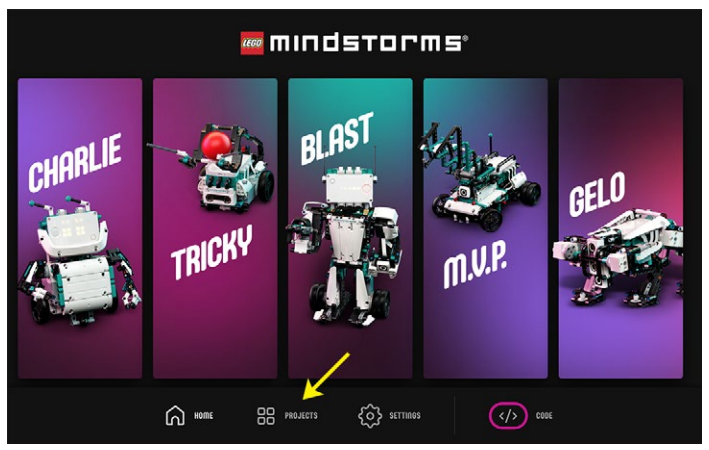 LEGO mindstorms®
CHARLIE
TRICKY
BLAST
M.V.P.
GELO
HOME
PROJECTS
SETTINGS
</> CODE